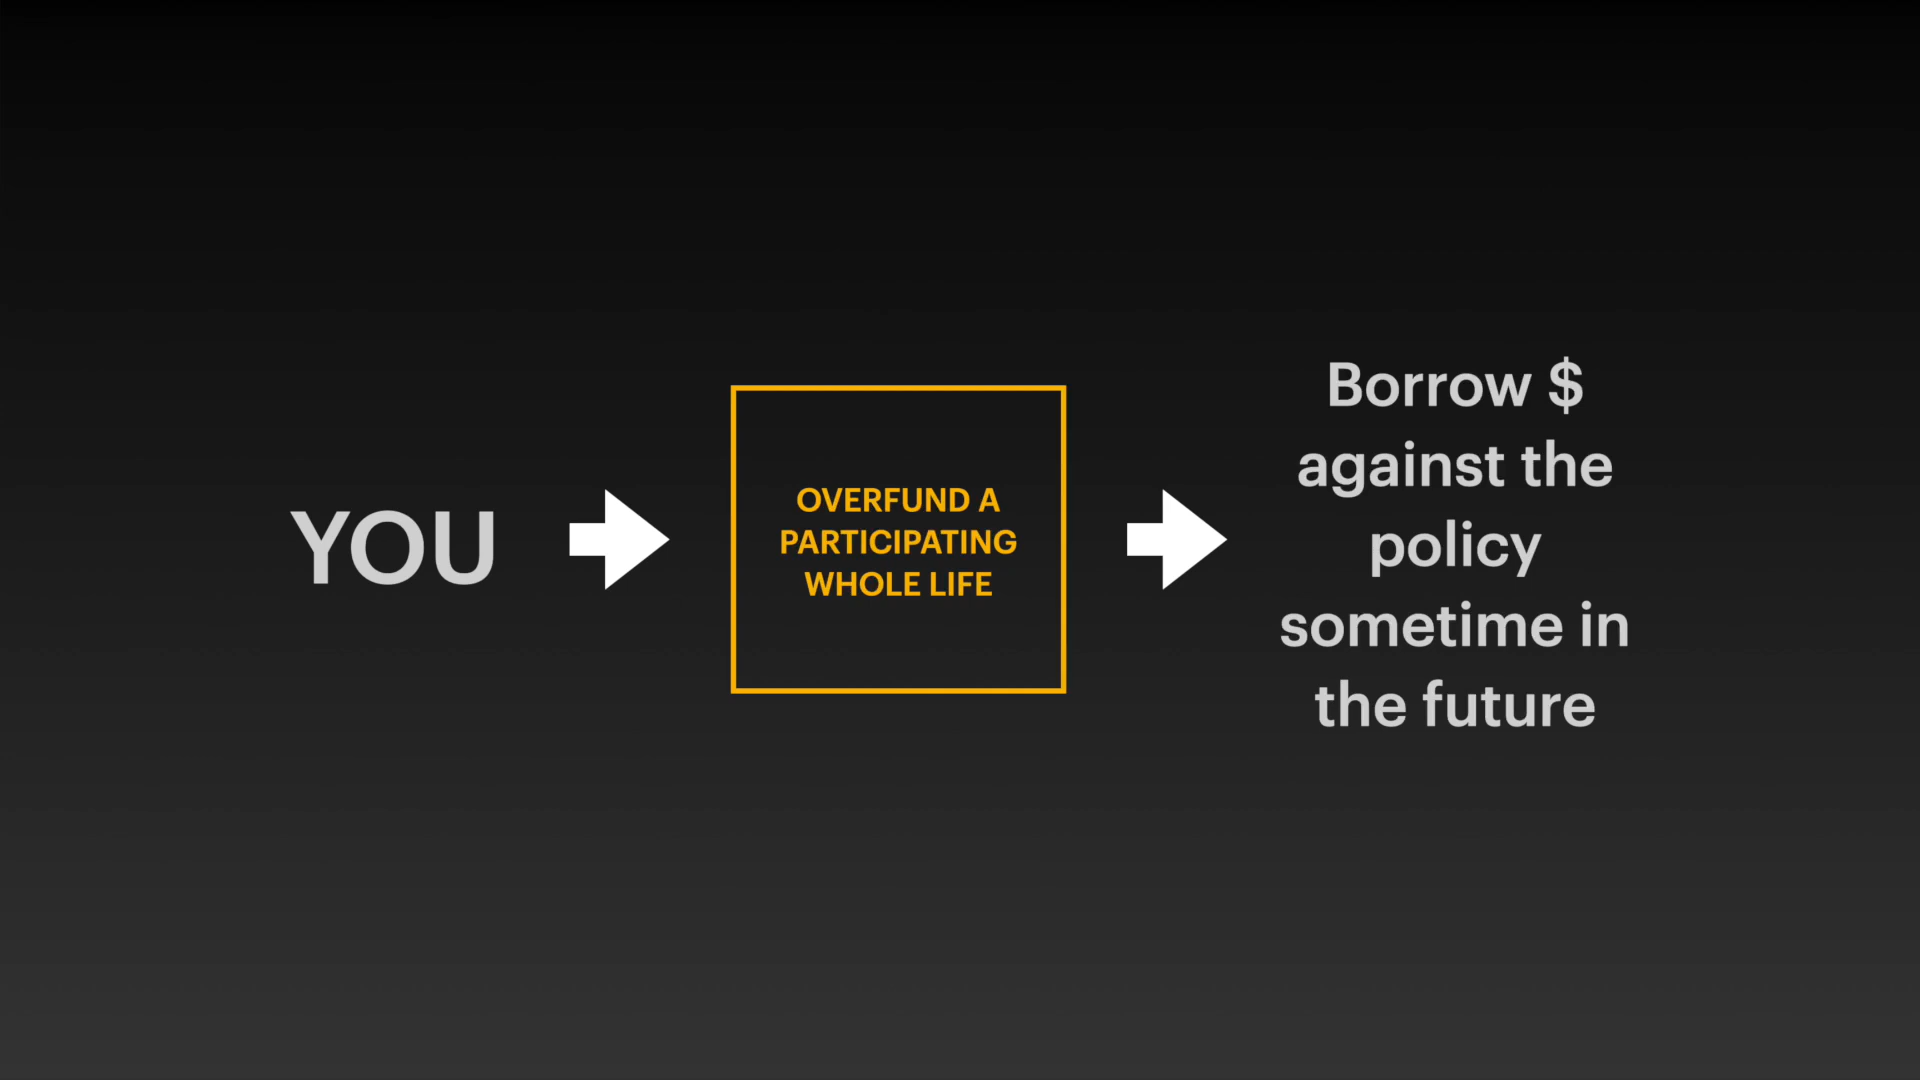 YOU
OVERFUND A
PARTICIPATING
WHOLE LIFE
Borrow $
against the
policy
sometime in
the future